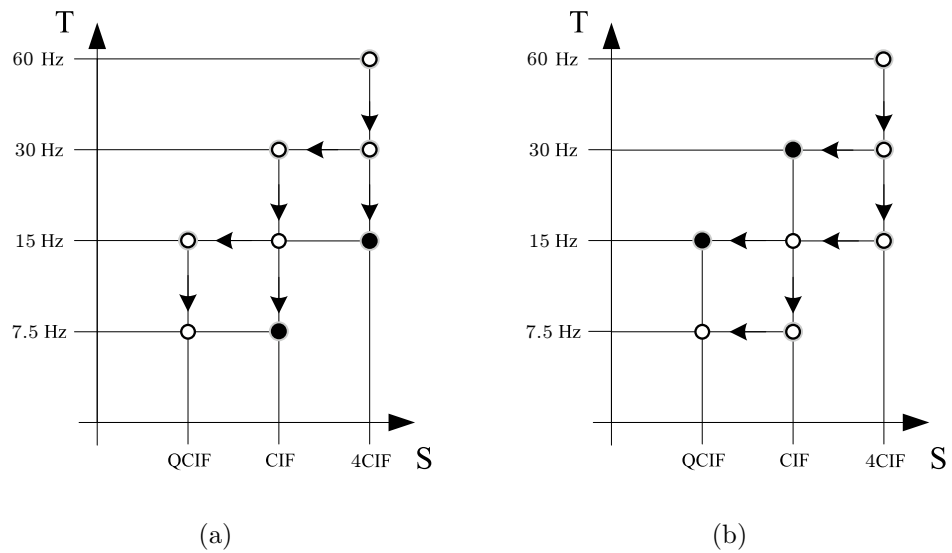 T
60 Hz
30 Hz
15 Hz
7.5 Hz
QCIF
CIF
4CIF
S
(a)
T
60 Hz
30 Hz
15 Hz
7.5 Hz
QCIF
CIF
4CIF
S
(b)